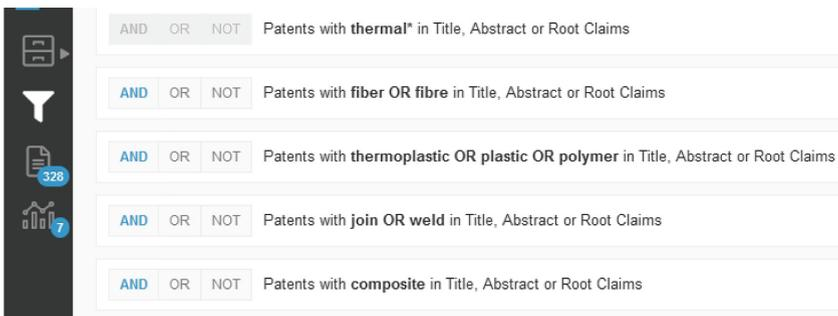 AND OR NOT Patents with thermal* in Title, Abstract or Root Claims
AND OR NOT Patents with fiber OR fibre in Title, Abstract or Root Claims
AND OR NOT Patents with thermoplastic OR plastic OR polymer in Title, Abstract or Root Claims
328
AND OR NOT Patents with join OR weld in Title, Abstract or Root Claims
7
AND OR NOT Patents with composite in Title, Abstract or Root Claims